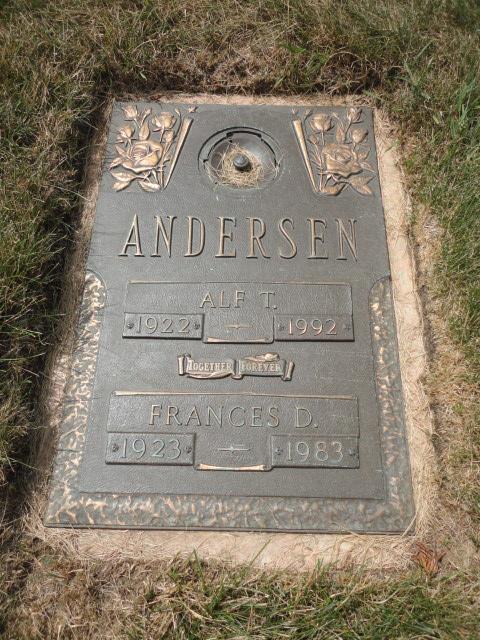 ANDERSEN
ALF T.
1922 1992
TOGETHER FOREVER
FRANCES D.
1923 1983